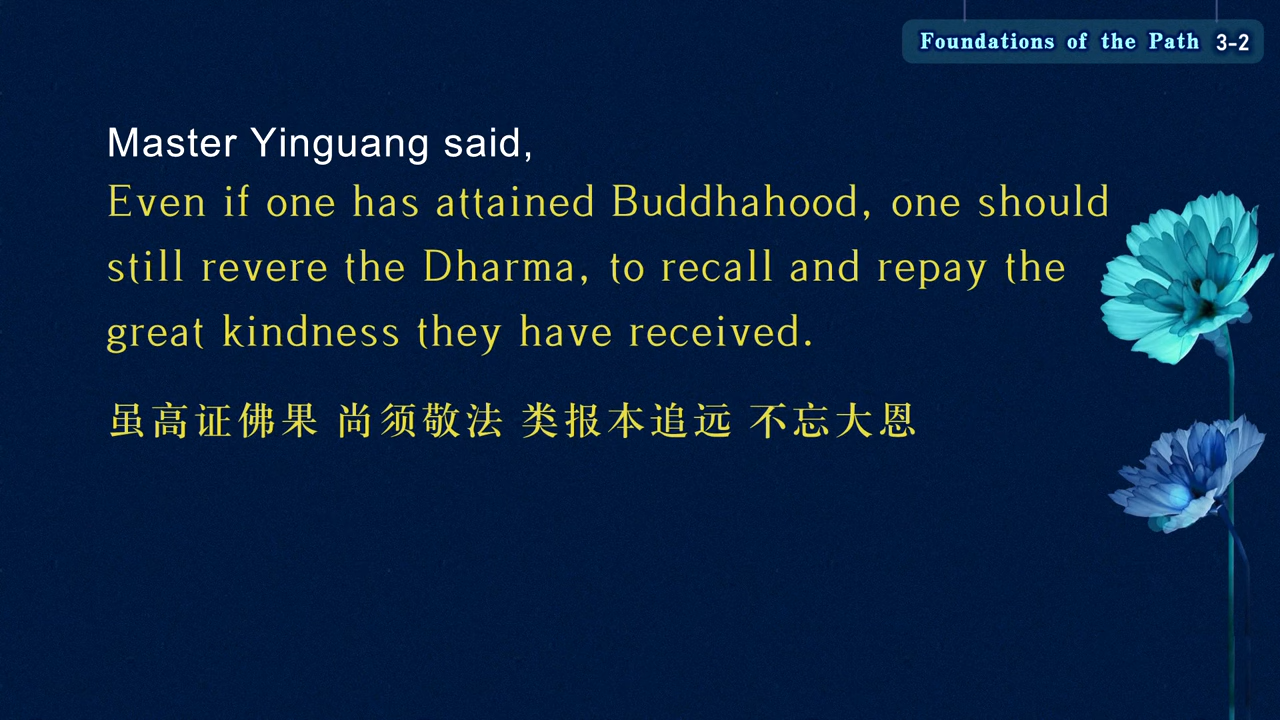 Foundations of the Path 3-2
Master Yinguang said,
Even if one has attained Buddhahood, one should
still revere the Dharma, to recall and repay the
great kindness they have received.
虽高证佛果 尚须敬法 类报本追远 不忘大恩